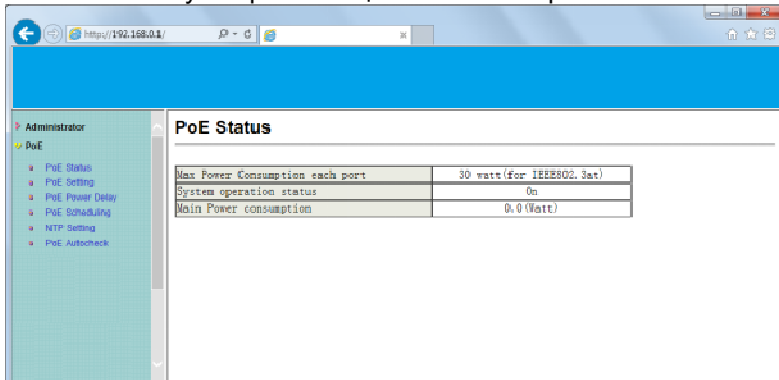 https://192.168.0.1/
Administrator
PoE
PoE Status
PoE Setting
PoE Power Delay
PoE Scheduling
NTP Setting
PoE Autocheck
PoE Status
Max Power Consumption each port 30 watt(for IEEE802.3at)
System operation status On
Main Power consumption 0.0(Watt)